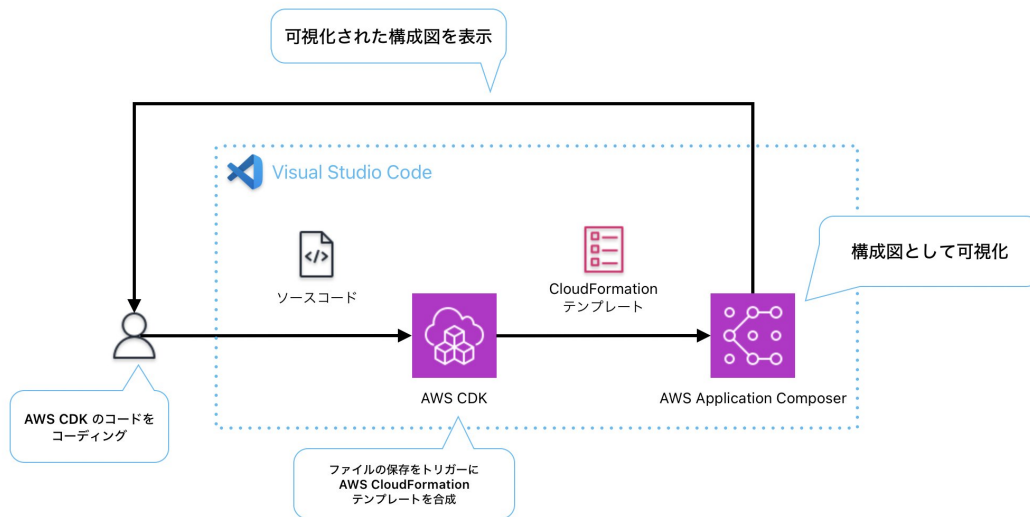 可視化された構成図を表示
Visual Studio Code
構成図として可視化
ソースコード
CloudFormation
テンプレート
AWS CDK
AWS Application Composer
AWS CDK のコードを
コーディング
ファイルの保存をトリガーに
AWS CloudFormation
テンプレートを合成